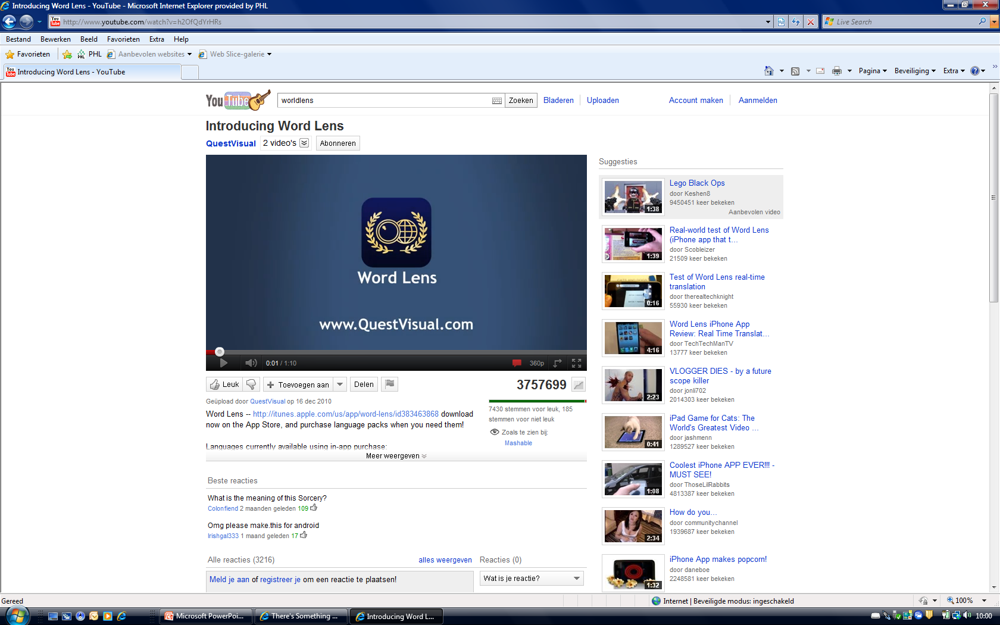 Introducing Word Lens - YouTube - Microsoft Internet Explorer provided by PHL
http://www.youtube.com/watch?v=h2OfQdYrHRs
Live Search
Bestand Bewerken Beeld Favorieten Extra Help
Favorieten PHL Aanbevolen websites Web Slice-galerie
Introducing Word Lens - YouTube
Pagina Beveiliging Extra
YouTube worldlens Zoeken Bladeren Uploaden Account maken Aanmelden
Introducing Word Lens
QuestVisual 2 video's Abonneren
Word Lens
www.QuestVisual.com
0:01 / 1:10 360p
Leuk Toevoegen aan Delen 3757699
Geüpload door QuestVisual op 16 dec 2010
Word Lens -- http://itunes.apple.com/us/app/word-lens/id383463868 download
now on the App Store, and purchase language packs when you need them!
Languages currently available using in-app purchase:
Meer weergeven
7430 stemmen voor leuk, 185
stemmen voor niet leuk
Zoals te zien bij:
Mashable
Beste reacties
What is the meaning of this Sorcery?
Colonfiend 2 maanden geleden 109
Omg please make.this for android
Irishgal333 1 maand geleden 17
Alle reacties (3216) alles weergeven
Meld je aan of registreer je om een reactie te plaatsen!
Reacties (0)
Wat is je reactie?
Suggesties
Lego Black Ops
door Keshen8
9450451 keer bekeken
Aanbevolen video
1:38
Real-world test of Word Lens
(iPhone app that t...
door Scobleizer
21509 keer bekeken
1:39
Test of Word Lens real-time
translation
door therealtechknight
55930 keer bekeken
0:16
Word Lens iPhone App
Review: Real Time Translat...
door TechTechManTV
13777 keer bekeken
4:16
VLOGGER DIES - by a future
scope killer
door jonli702
2014303 keer bekeken
2:23
iPad Game for Cats: The
World's Greatest Video ...
door jashmenn
1289527 keer bekeken
0:41
Coolest iPhone APP EVER!!! -
MUST SEE!
door ThoseLilRabbits
4813387 keer bekeken
1:08
How do you...
door communitychannel
1939687 keer bekeken
2:34
iPhone App makes popcorn!
door daneboe
2248581 keer bekeken
1:32
Gereed Internet | Beveiligde modus: ingeschakeld 100%
Microsoft PowerPoi... There's Something ... Introducing Word L... 10:00